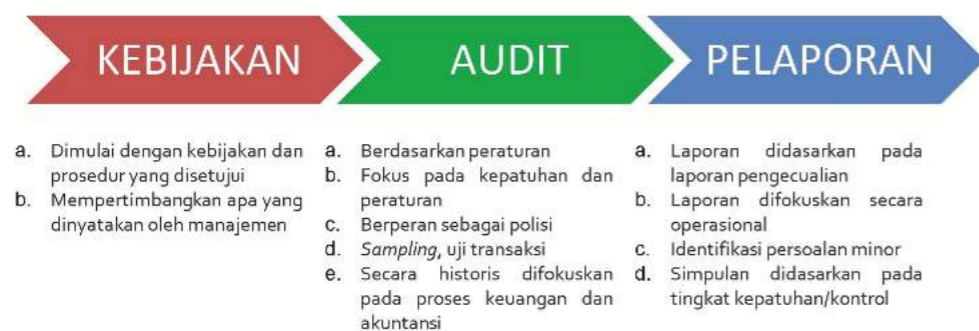 KEBIJAKAN
AUDIT
PELAPORAN
a. Dimulai dengan kebijakan dan
prosedur yang disetujui
b. Mempertimbangkan apa yang
dinyatakan oleh manajemen
a. Berdasarkan peraturan
b. Fokus pada kepatuhan dan
peraturan
c. Berperan sebagai polisi
d. Sampling, uji transaksi
e. Secara historis difokuskan
pada proses keuangan dan
akuntansi
a. Laporan didasarkan pada
laporan pengecualian
b. Laporan difokuskan secara
operasional
c. Identifikasi persoalan minor
d. Simpulan didasarkan pada
tingkat kepatuhan/kontrol